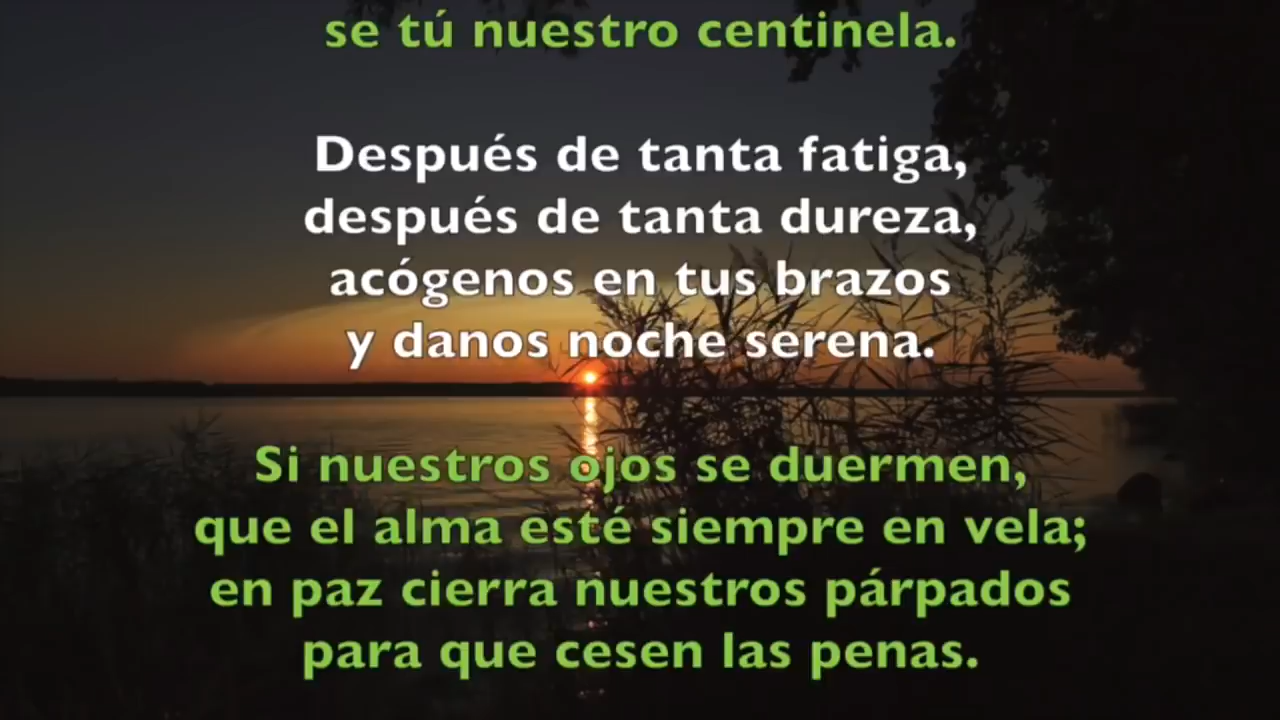 se tú nuestro centinela.
Después de tanta fatiga,
después de tanta dureza,
acógenos en tus brazos
y danos noche serena.
Si nuestros ojos se duermen,
que el alma esté siempre en vela;
en paz cierra nuestros párpados
para que cesen las penas.